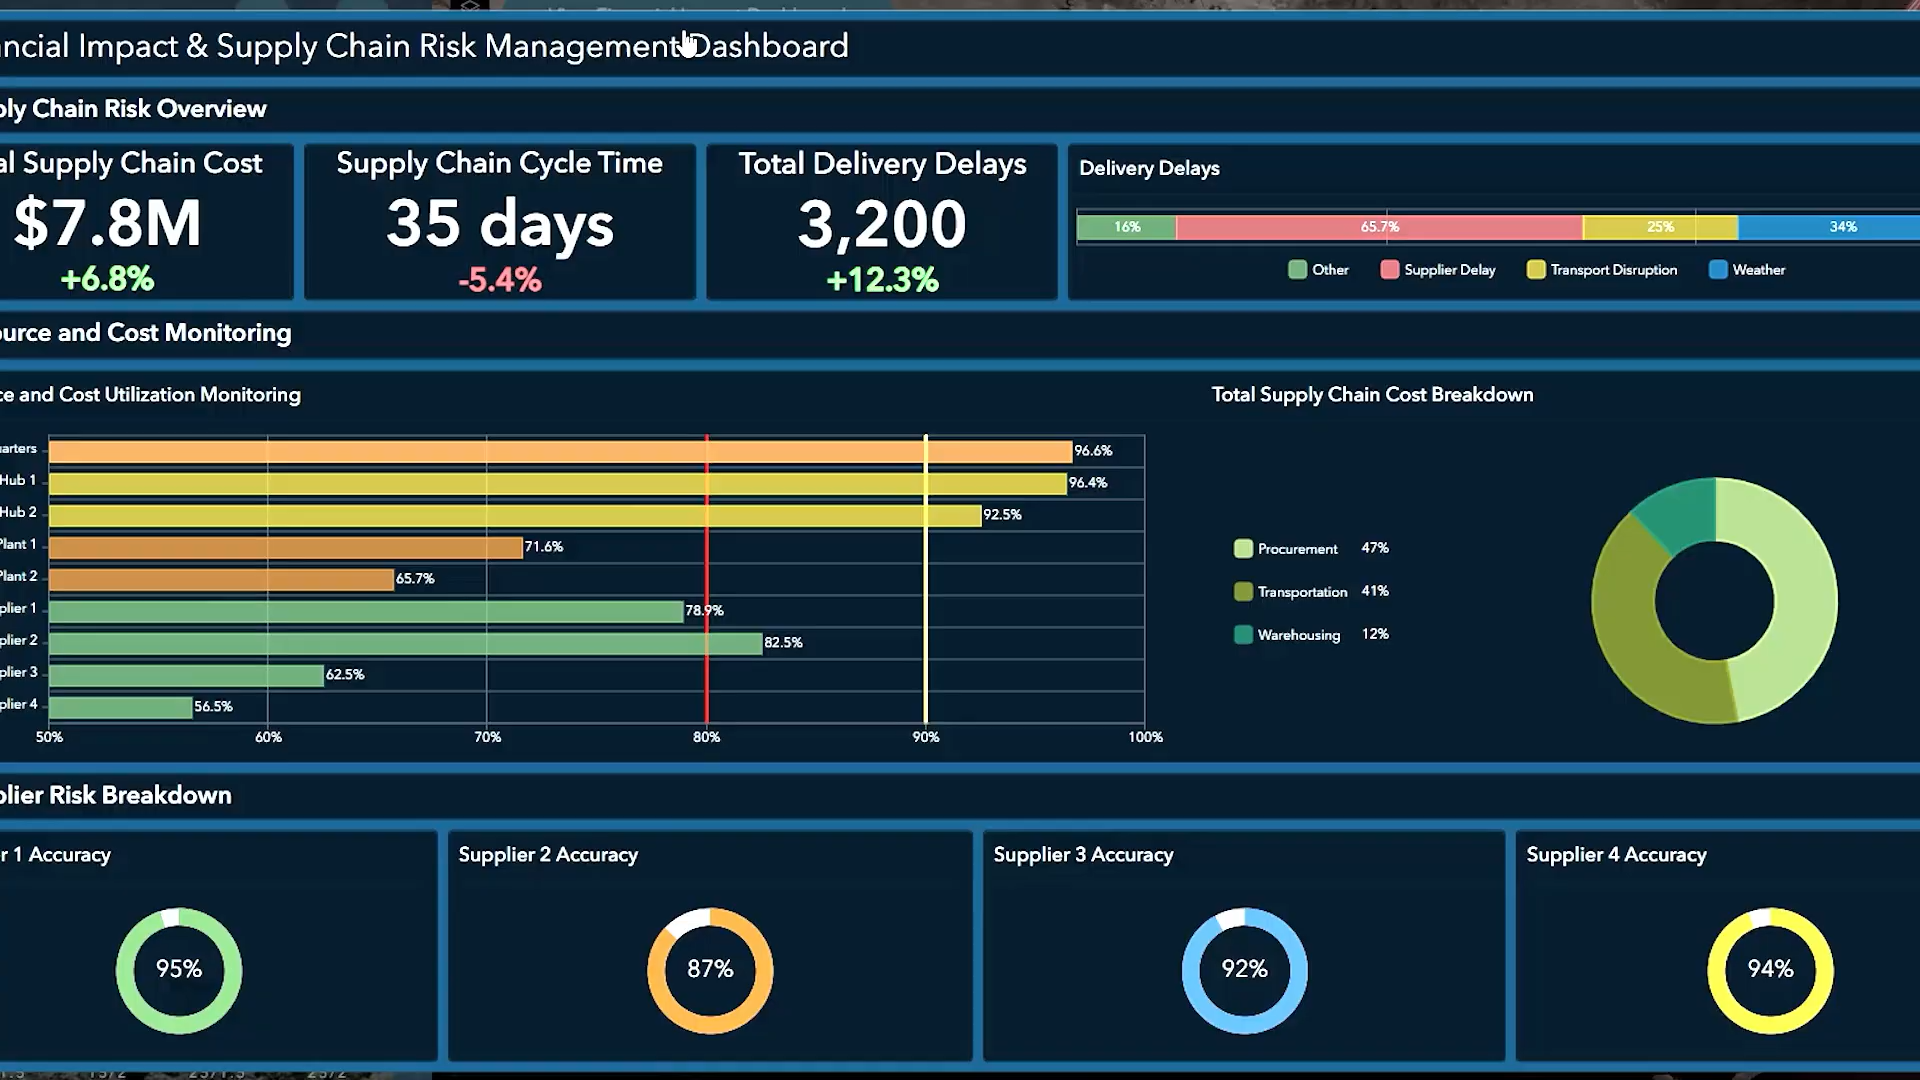 ncial Impact & Supply Chain Risk Management Dashboard
ply Chain Risk Overview
al Supply Chain Cost
$7.8M
+6.8%
Supply Chain Cycle Time
35 days
-5.4%
Total Delivery Delays
3,200
+12.3%
Delivery Delays
16% 65.7% 25% 34%
Other Supplier Delay Transport Disruption Weather
ource and Cost Monitoring
ce and Cost Utilization Monitoring
arters 96.6%
Hub 1 96.4%
Hub 2 92.5%
Plant 1 71.6%
Plant 2 65.7%
plier 1 78.9%
plier 2 82.5%
plier 3 62.5%
plier 4 56.5%
50% 60% 70% 80% 90% 100%
Total Supply Chain Cost Breakdown
Procurement 47%
Transportation 41%
Warehousing 12%
plier Risk Breakdown
r 1 Accuracy
95%
Supplier 2 Accuracy
87%
Supplier 3 Accuracy
92%
Supplier 4 Accuracy
94%